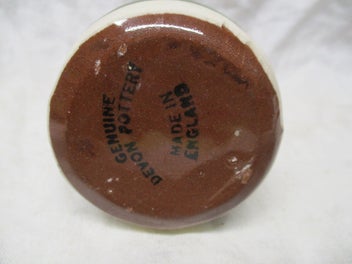 GENUINE
DEVON POTTERY
MADE IN
ENGLAND